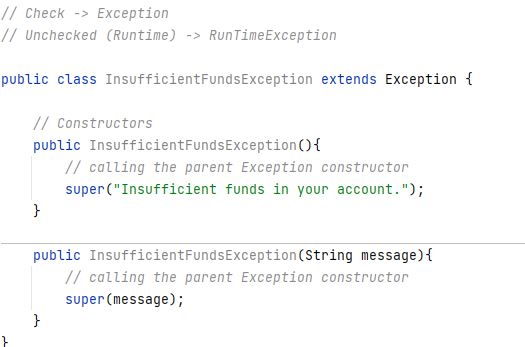 // Check -> Exception
// Unchecked (Runtime) -> RunTimeException
public class InsufficientFundsException extends Exception {
// Constructors
public InsufficientFundsException(){
// calling the parent Exception constructor
super("Insufficient funds in your account.");
}
public InsufficientFundsException(String message){
// calling the parent Exception constructor
super(message);
}
}